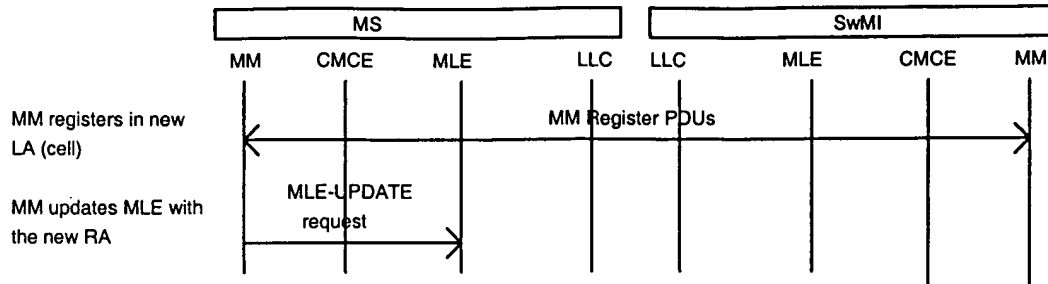 MS SwMI
MM CMCE MLE LLC LLC MLE CMCE MM
MM registers in new
LA (cell)
MM Register PDUs
MM updates MLE with
the new RA
MLE-UPDATE
request